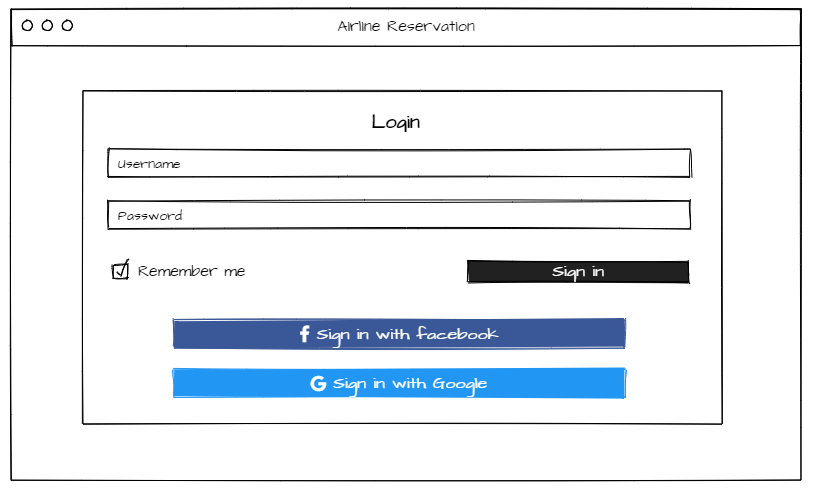 Airline Reservation
Login
Username
Password
Remember me
Sign in
Sign in with facebook
Sign in with Google